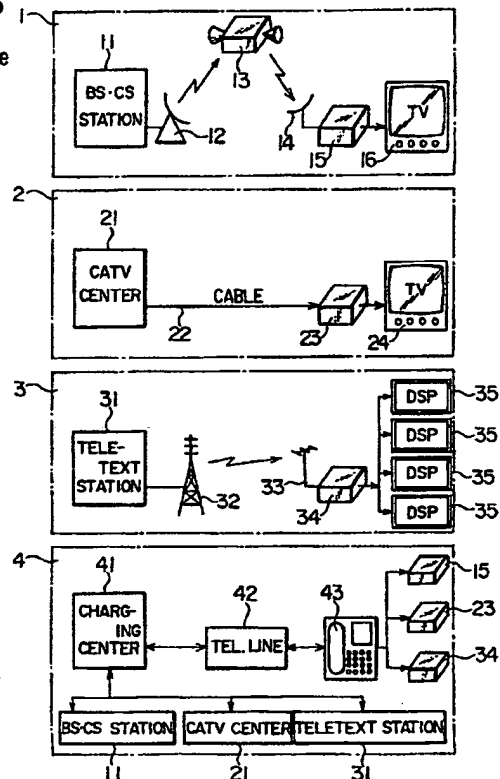 e
1
11
BS·CS
STATION
12
13
14
15
TV
16
2
21
CATV
CENTER
CABLE
22
23
TV
24
3
31
TELE-
TEXT
STATION
32
33
34
DSP
35
DSP
35
DSP
35
DSP
35
4
41
CHARG-
ING
CENTER
42
TEL. LINE
43
15
23
34
BS·CS STATION
CATV CENTER
TELETEXT STATION
11
21
31